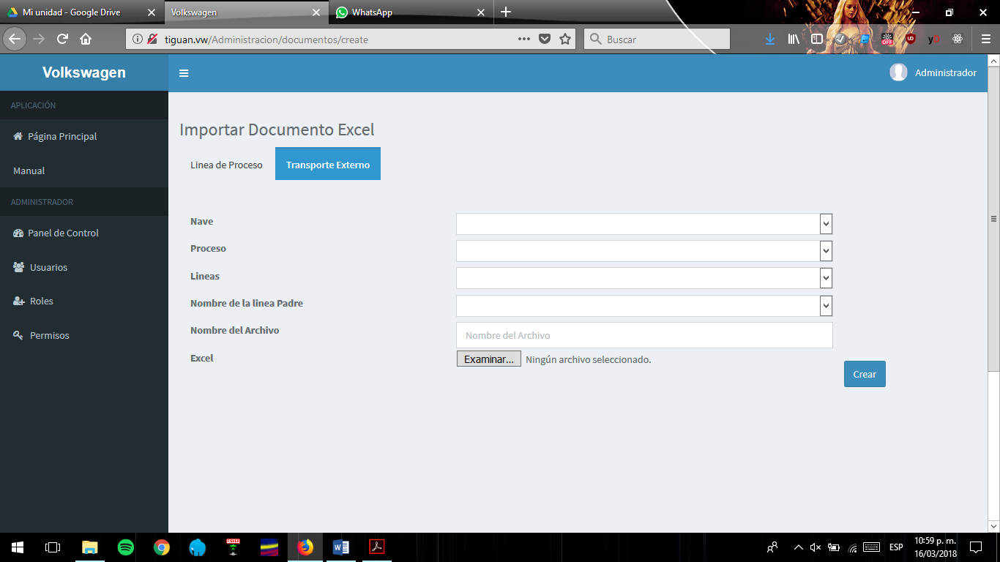 Mi unidad - Google Drive
Volkswagen
WhatsApp
tiguan.vw/Administracion/documentos/create
Buscar
OFF
Volkswagen
Administrador
APLICACIÓN
Página Principal
Manual
ADMINISTRADOR
Panel de Control
Usuarios
Roles
Permisos
Importar Documento Excel
Linea de Proceso
Transporte Externo
Nave
Proceso
Lineas
Nombre de la linea Padre
Nombre del Archivo
Nombre del Archivo
Excel
Examinar...
Ningún archivo seleccionado.
Crear
ESP
10:59 p. m.
16/03/2018